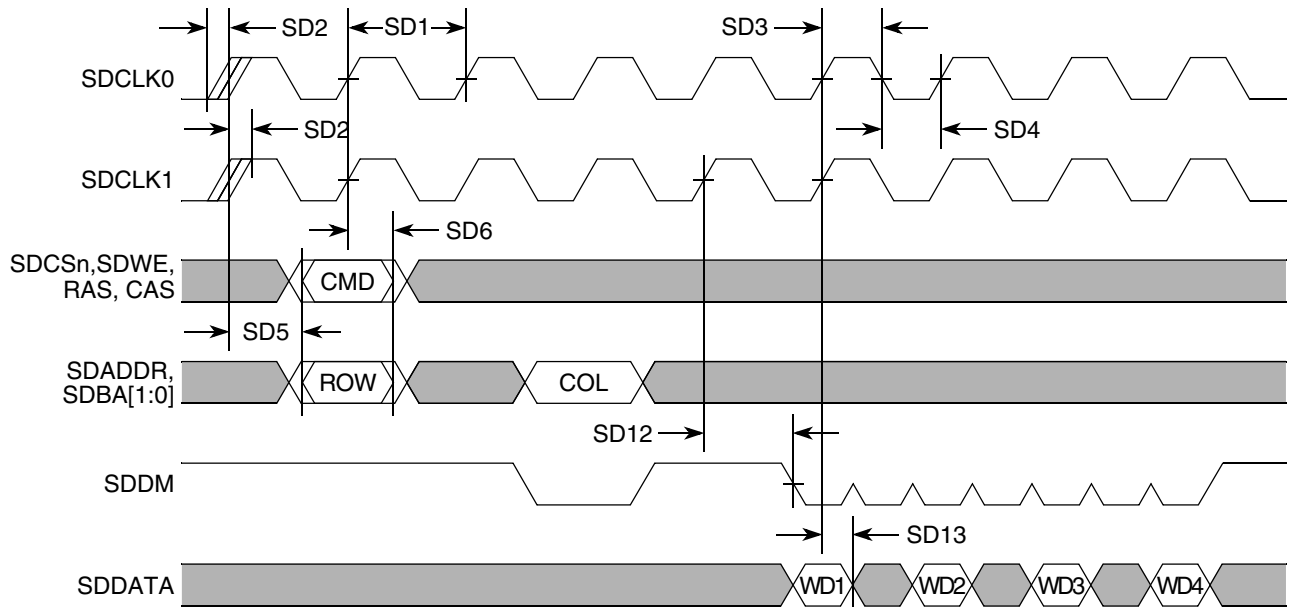 SD2
SD1
SD3
SDCLK0
SD2
SD4
SDCLK1
SD6
SDCSn,SDWE,
RAS, CAS
CMD
SD5
SDADDR,
SDBA[1:0]
ROW
COL
SD12
SDDM
SD13
SDDATA
WD1
WD2
WD3
WD4